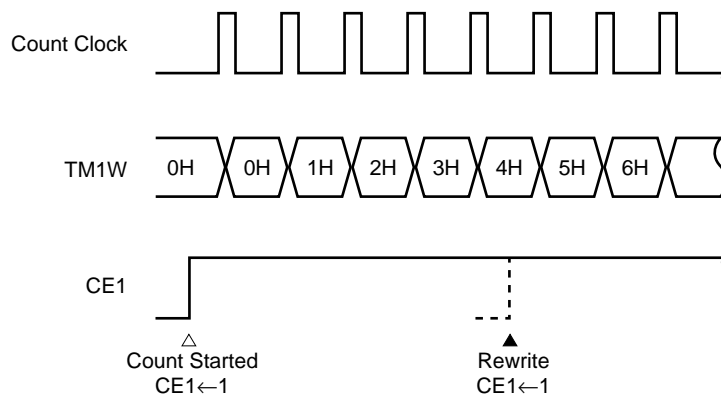 Count Clock
TM1W 0H 0H 1H 2H 3H 4H 5H 6H
CE1
Count Started Rewrite
CE1←1 CE1←1